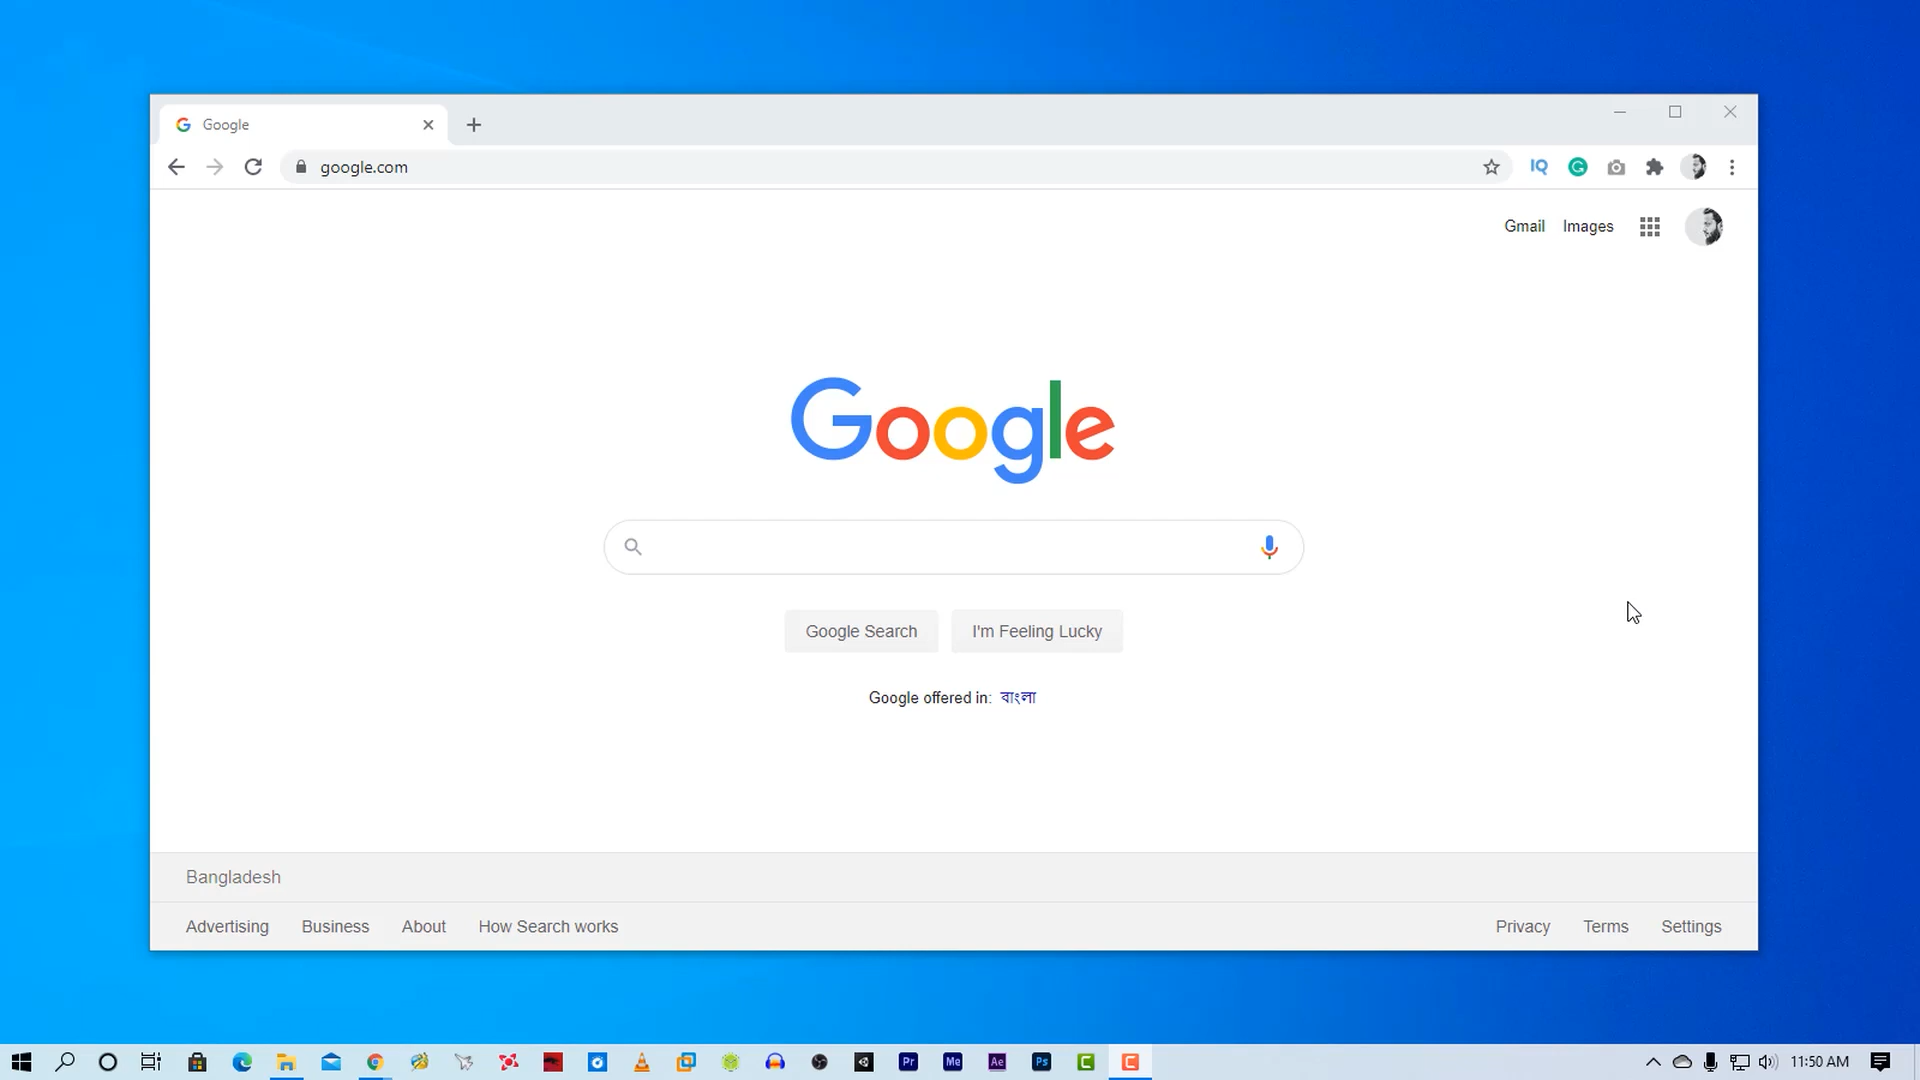 Google
google.com
IQ
Gmail Images
Google
Google Search I'm Feeling Lucky
Google offered in: বাংলা
Bangladesh
Advertising Business About How Search works Privacy Terms Settings
Pr Me Ae Ps 11:50 AM